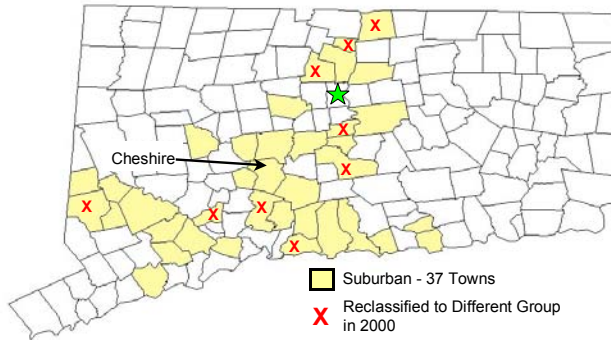 Cheshire
Suburban - 37 Towns
X Reclassified to Different Group
in 2000
X
X
X
X
X
X
X
X
X